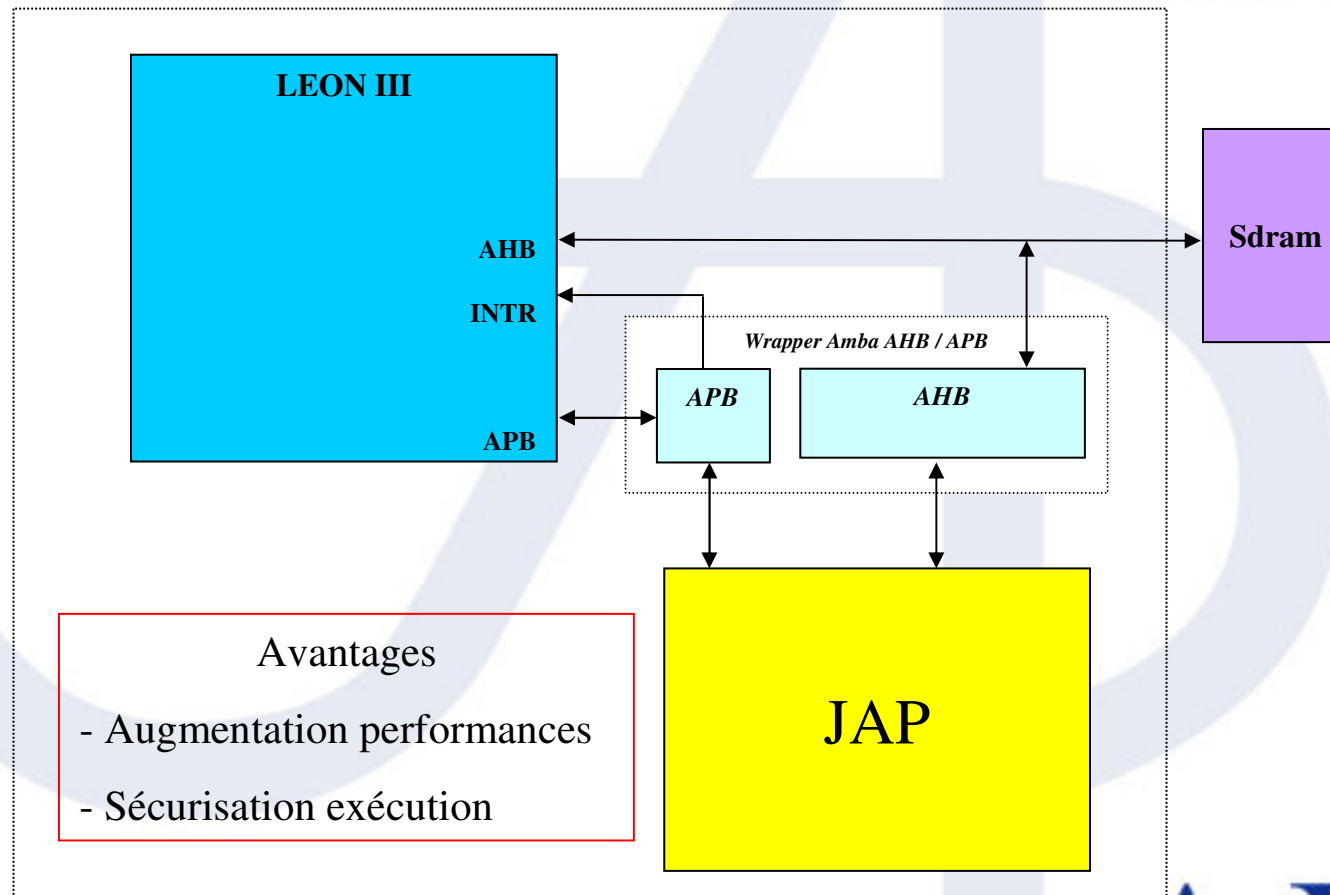 LEON III
AHB
Sdram
INTR
Wrapper Amba AHB / APB
APB
AHB
APB
Avantages
- Augmentation performances
- Sécurisation exécution
JAP